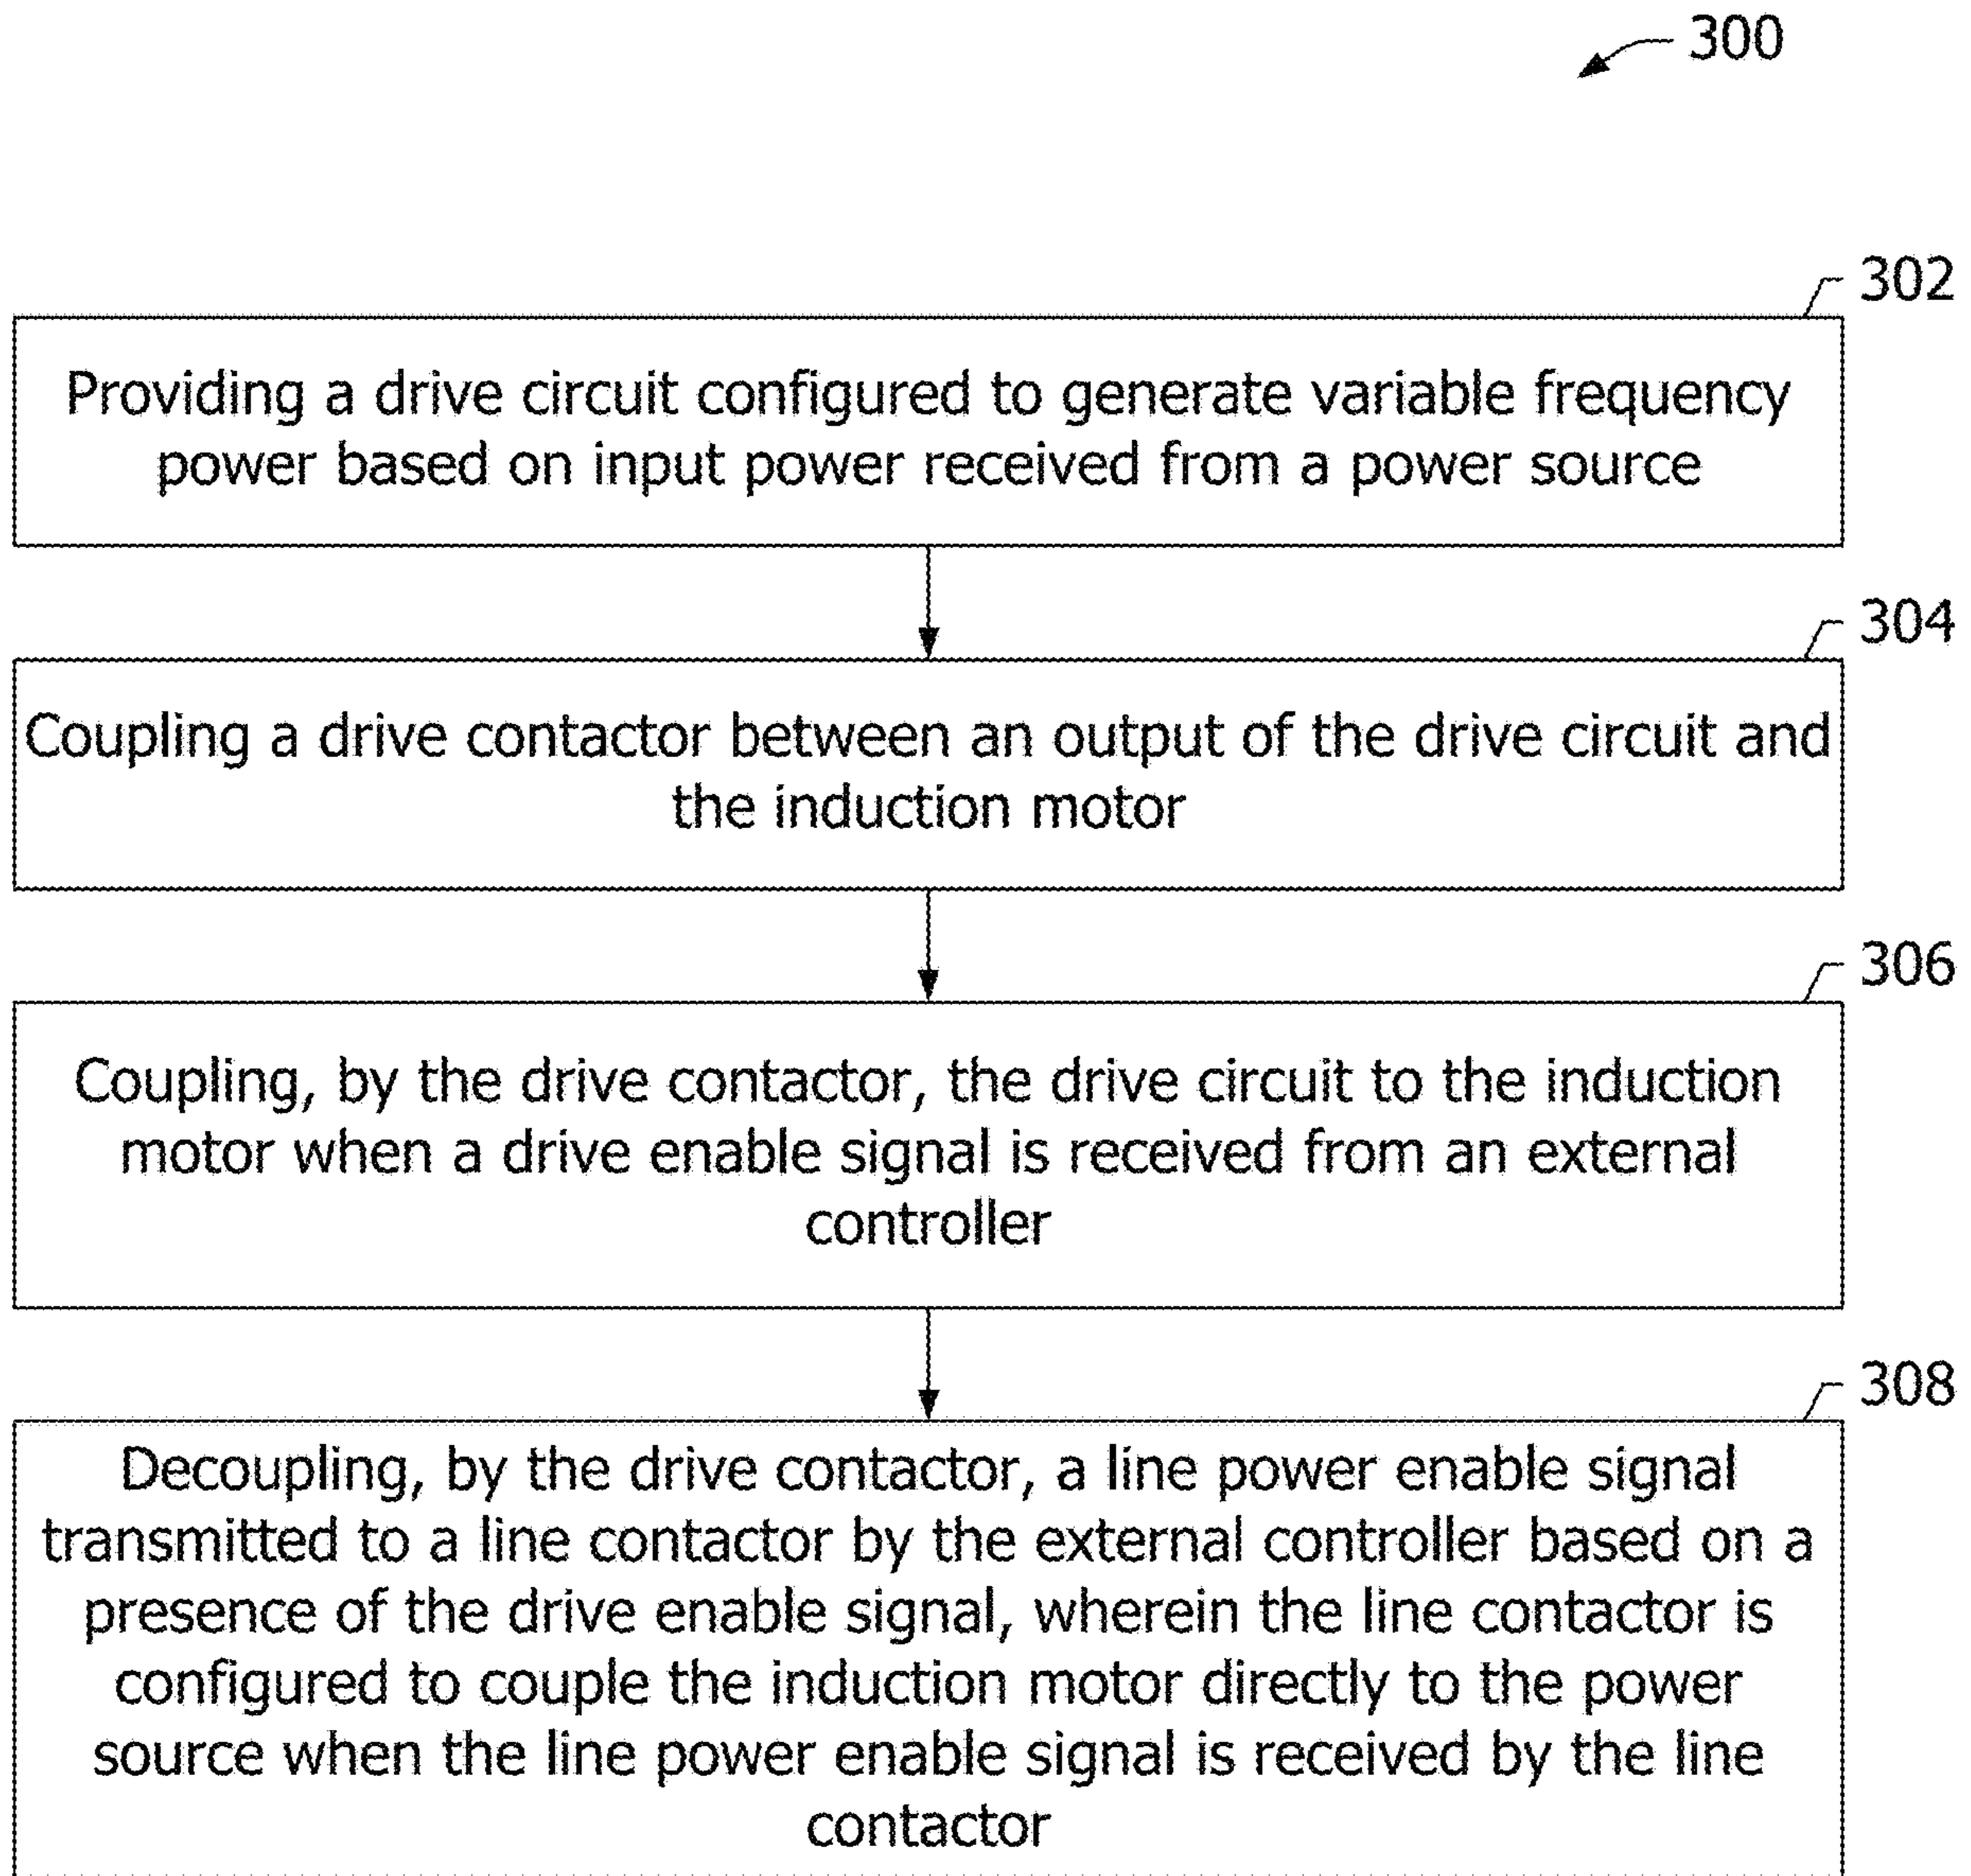 300
302
Providing a drive circuit configured to generate variable frequency
power based on input power received from a power source
304
Coupling a drive contactor between an output of the drive circuit and
the induction motor
306
Coupling, by the drive contactor, the drive circuit to the induction
motor when a drive enable signal is received from an external
controller
308
Decoupling, by the drive contactor, a line power enable signal
transmitted to a line contactor by the external controller based on a
presence of the drive enable signal, wherein the line contactor is
configured to couple the induction motor directly to the power
source when the line power enable signal is received by the line
contactor